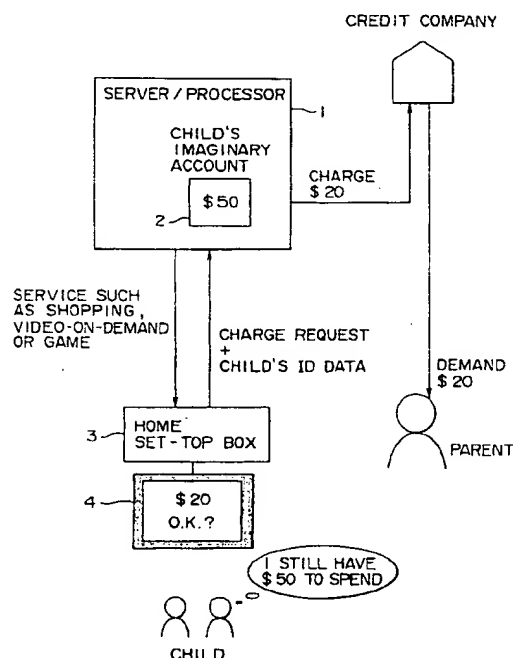 CREDIT COMPANY
SERVER/PROCESSOR
1
CHILD'S
IMAGINARY
ACCOUNT
2
$50
CHARGE
$20
SERVICE SUCH
AS SHOPPING,
VIDEO-ON-DEMAND
OR GAME
CHARGE REQUEST
+
CHILD'S ID DATA
DEMAND
$20
3
HOME
SET-TOP BOX
PARENT
4
$20
O.K.?
I STILL HAVE
$50 TO SPEND
CHILD